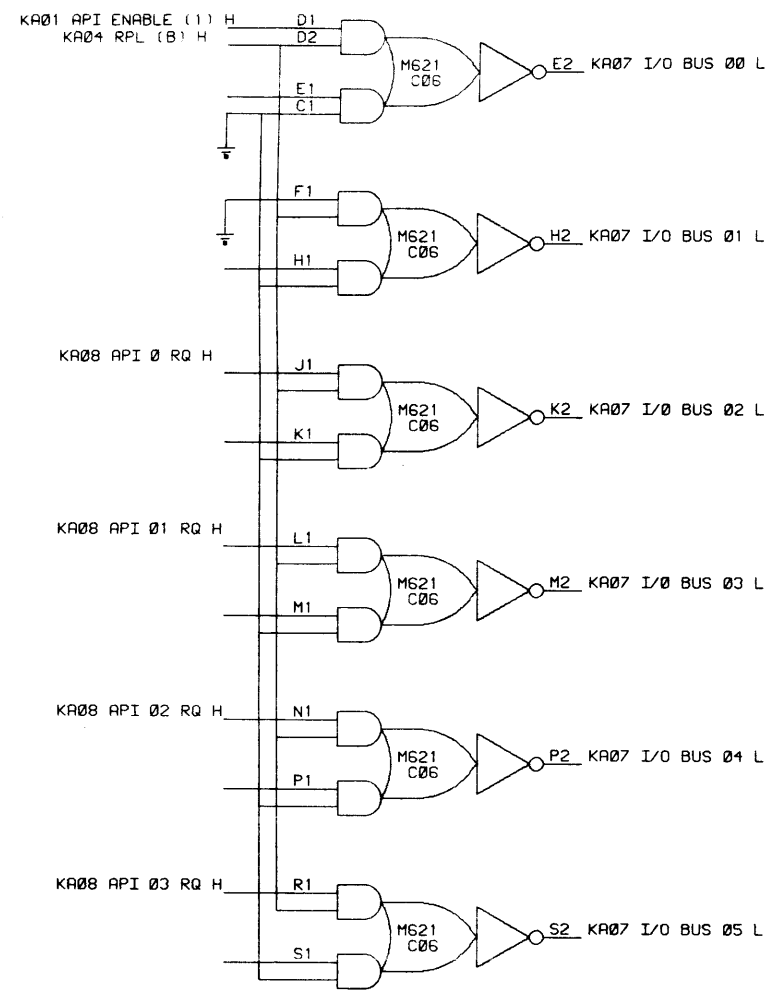 KA01 API ENABLE (1) H D1
KA04 RPL (B) H D2
M621
C06
E2 KA07 I/O BUS 00 L
E1
C1
F1
M621
C06
H2 KA07 I/O BUS 01 L
H1
KA08 API 0 RQ H
J1
M621
C06
K2 KA07 I/0 BUS 02 L
K1
KA08 API 01 RQ H
L1
M621
C06
M2 KA07 I/0 BUS 03 L
M1
KA08 API 02 RQ H
N1
M621
C06
P2 KA07 I/O BUS 04 L
P1
KA08 API 03 RQ H
R1
M621
C06
S2 KA07 I/O BUS 05 L
S1